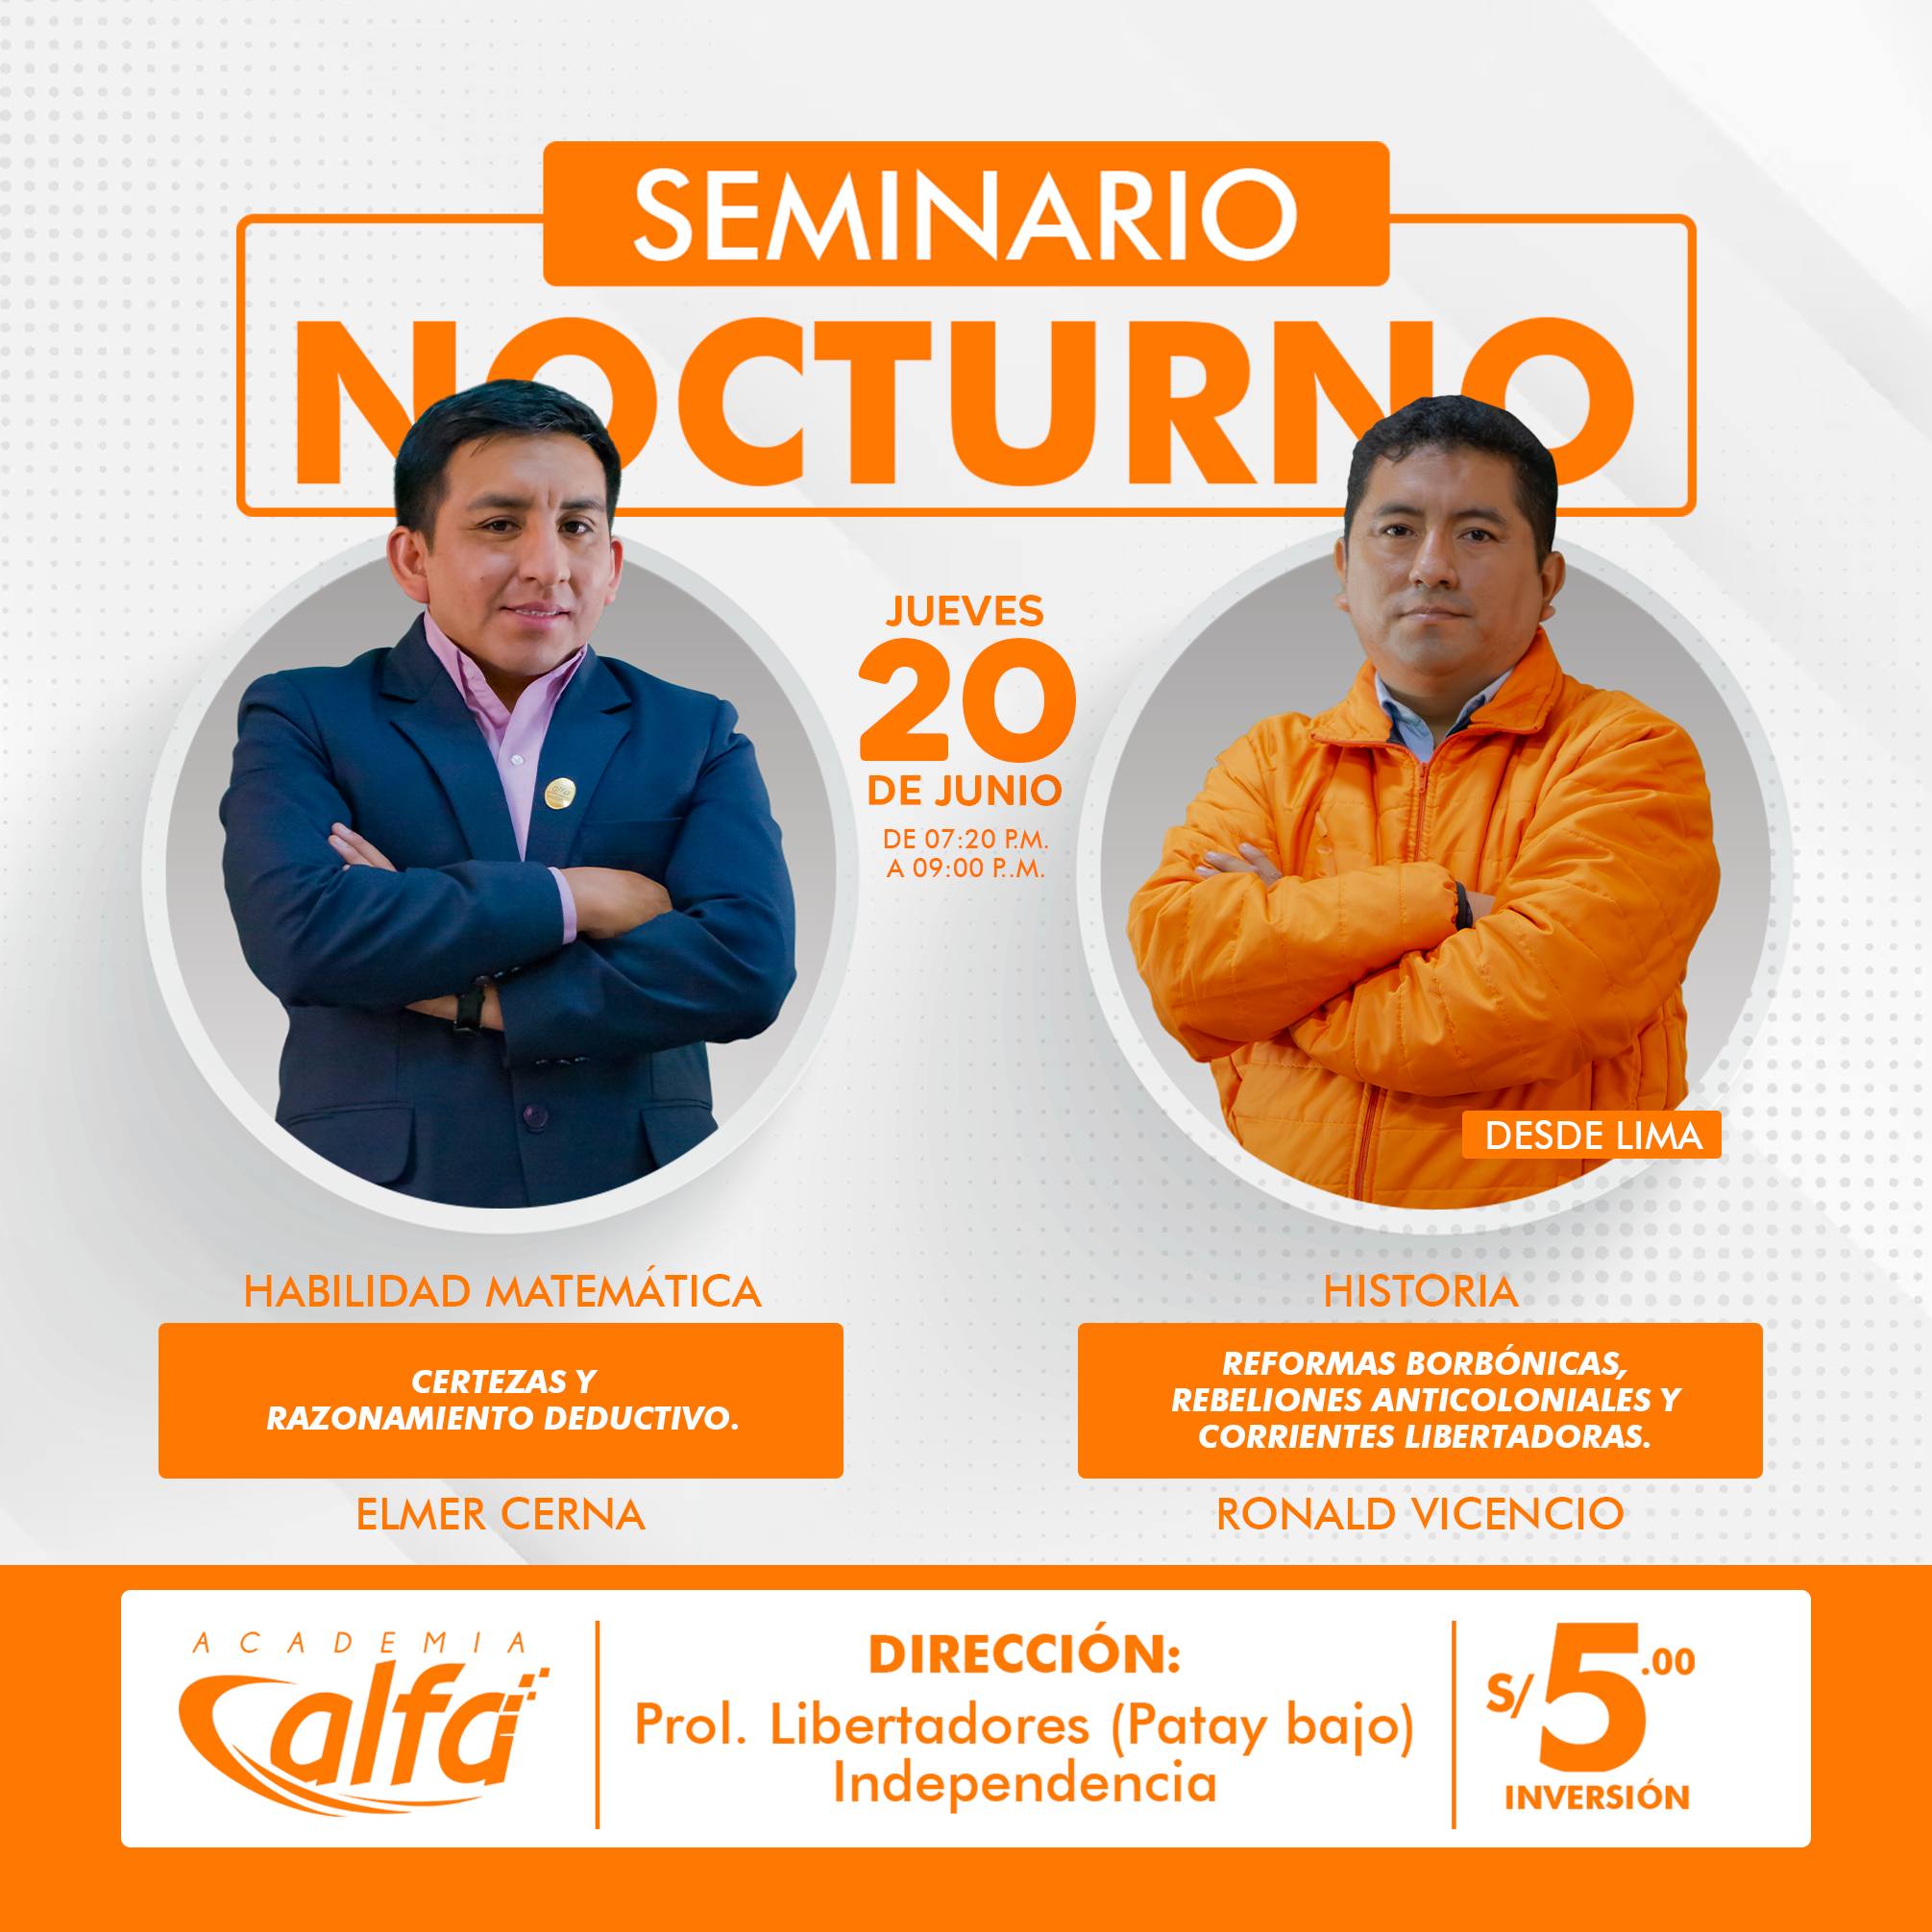 SEMINARIO
NOCTURNO
JUEVES
20
DE JUNIO
DE 07:20 P.M.
A 09:00 P..M.
alfa
DESDE LIMA
HABILIDAD MATEMÁTICA
CERTEZAS Y
RAZONAMIENTO DEDUCTIVO.
ELMER CERNA
HISTORIA
REFORMAS BORBÓNICAS,
REBELIONES ANTICOLONIALES Y
CORRIENTES LIBERTADORAS.
RONALD VICENCIO
ACADEMIA
alfa
DIRECCIÓN:
Prol. Libertadores (Patay bajo)
Independencia
S/5.00
INVERSIÓN